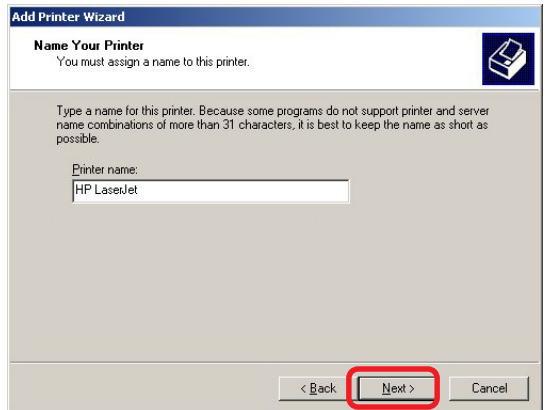 Add Printer Wizard
Name Your Printer
You must assign a name to this printer.
Type a name for this printer. Because some programs do not support printer and server
name combinations of more than 31 characters, it is best to keep the name as short as
possible.
Printer name:
HP LaserJet
< Back
Next >
Cancel